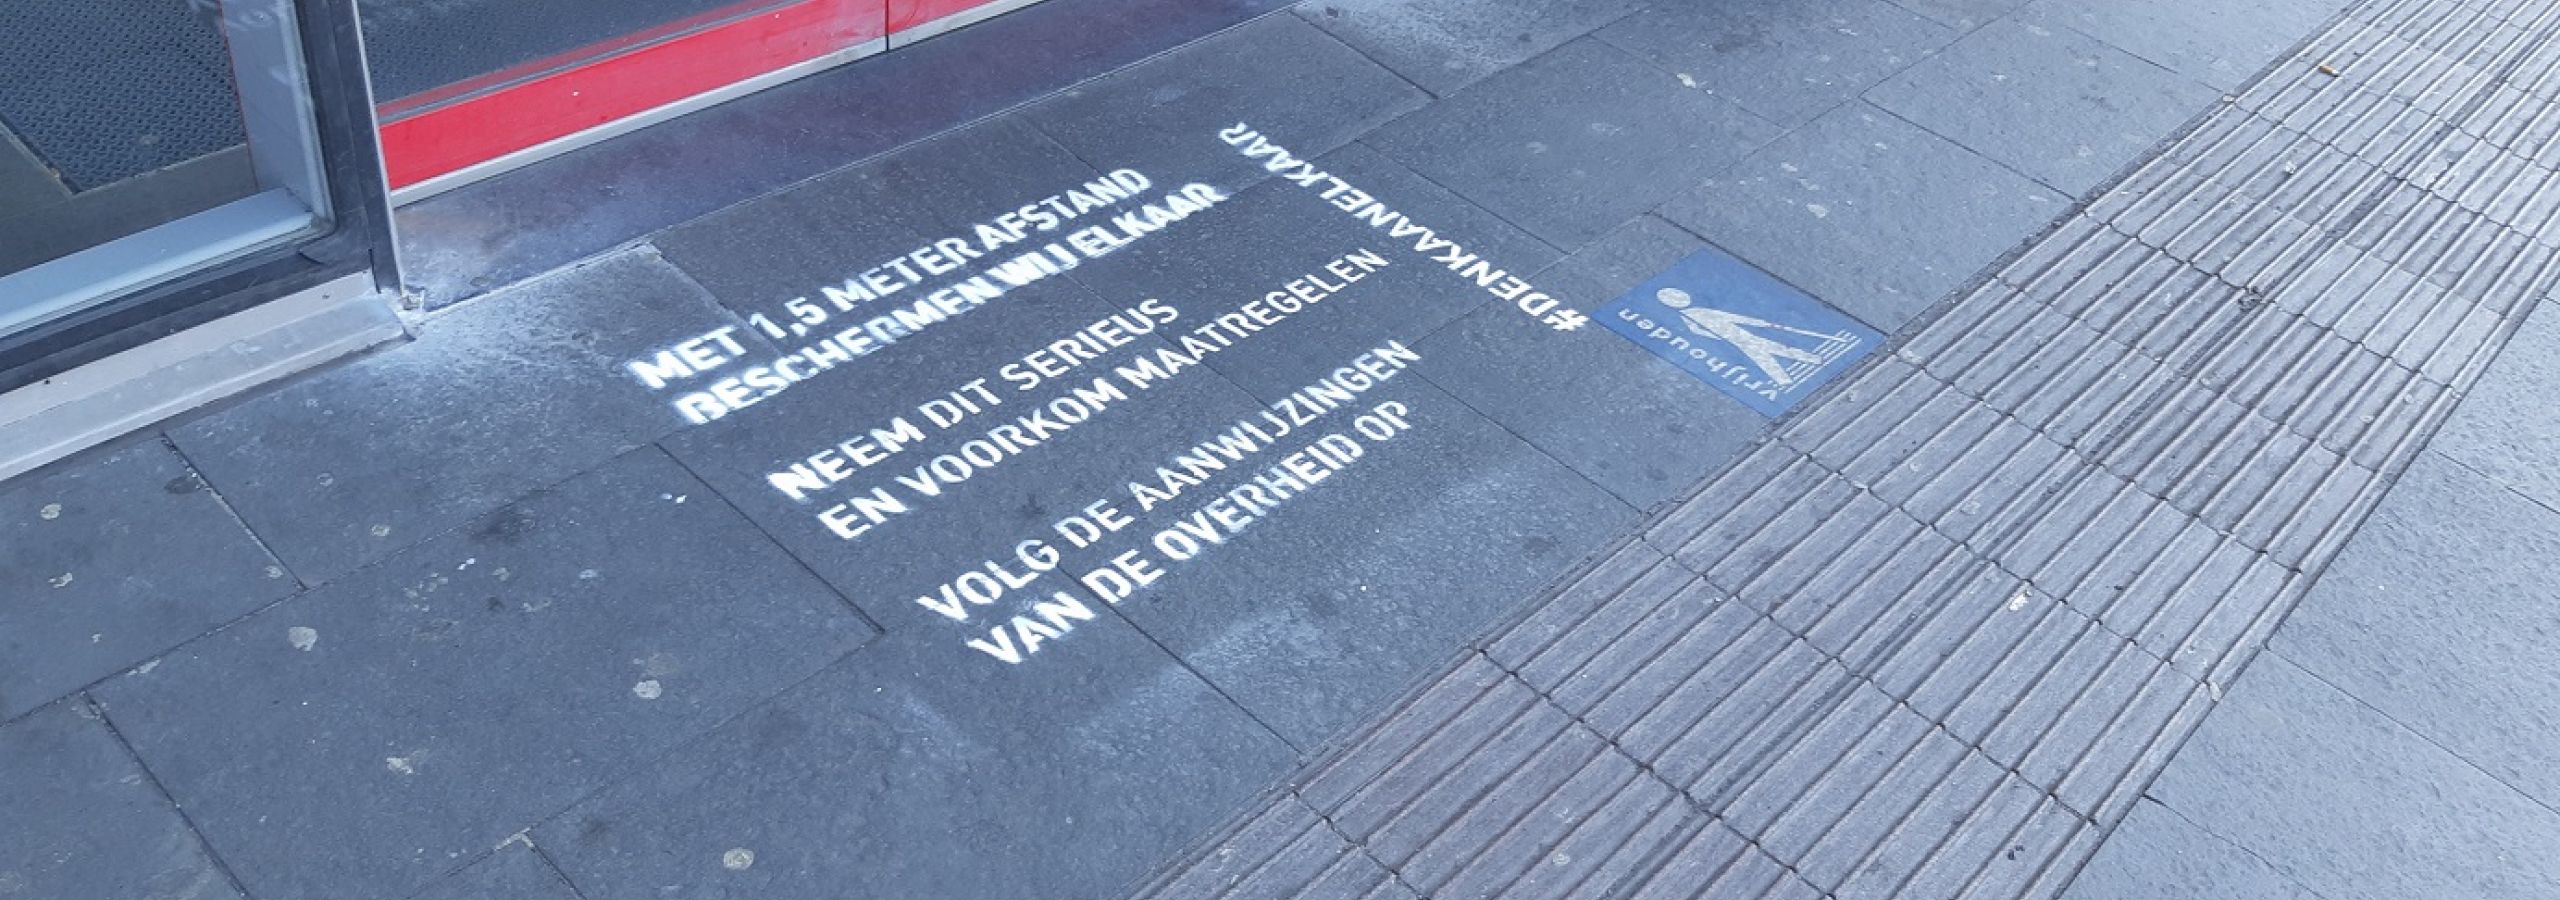 MET 1,5 METER AFSTAND
BESCHERMEN WIJ ELKAAR
NEEM DIT SERIEUS
EN VOORKOM MAATREGELEN
VOLG DE AANWIJZINGEN
VAN DE OVERHEID OP
#DENKAANELKAAR
vrijhouden